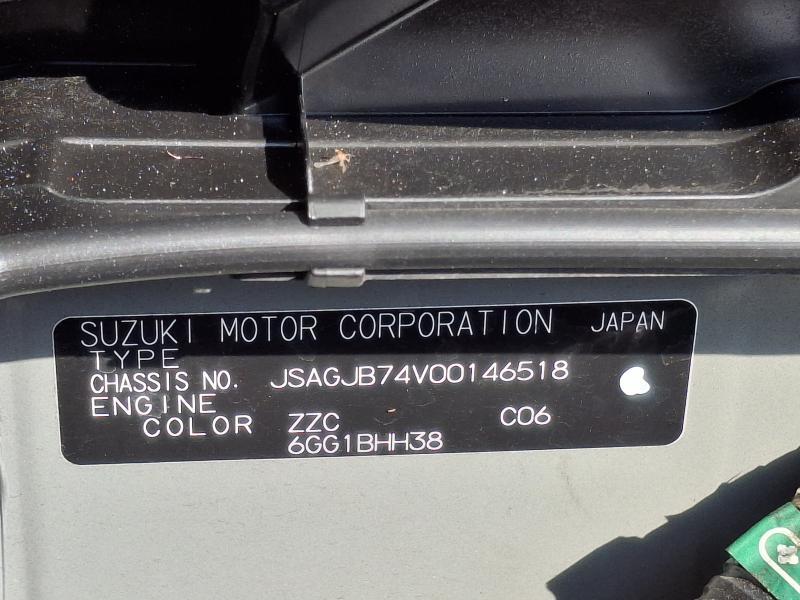 SUZUKI MOTOR CORPORATION JAPAN
TYPE
CHASSIS NO. JSAGJB74V00146518
ENGINE
COLOR ZZC C06
6GG1BHH38